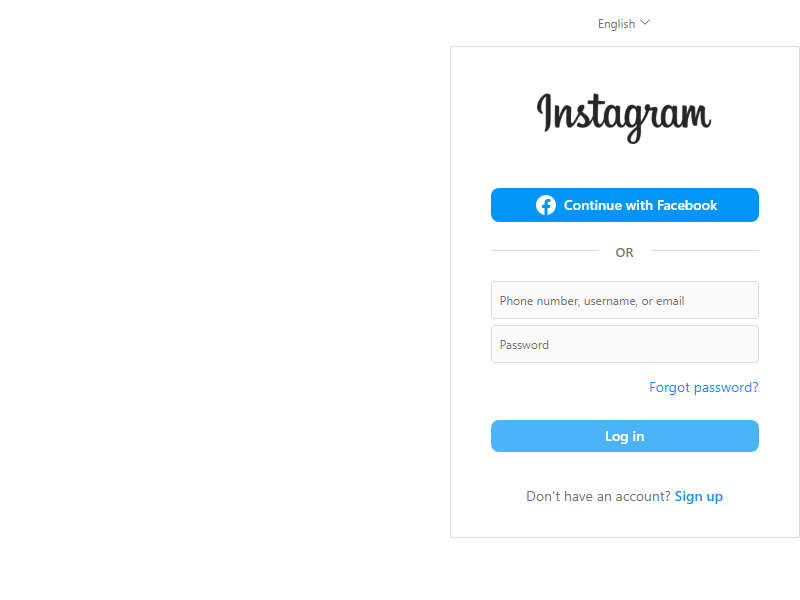 English
Instagram
Continue with Facebook
OR
Phone number, username, or email
Password
Forgot password?
Log in
Don't have an account? Sign up